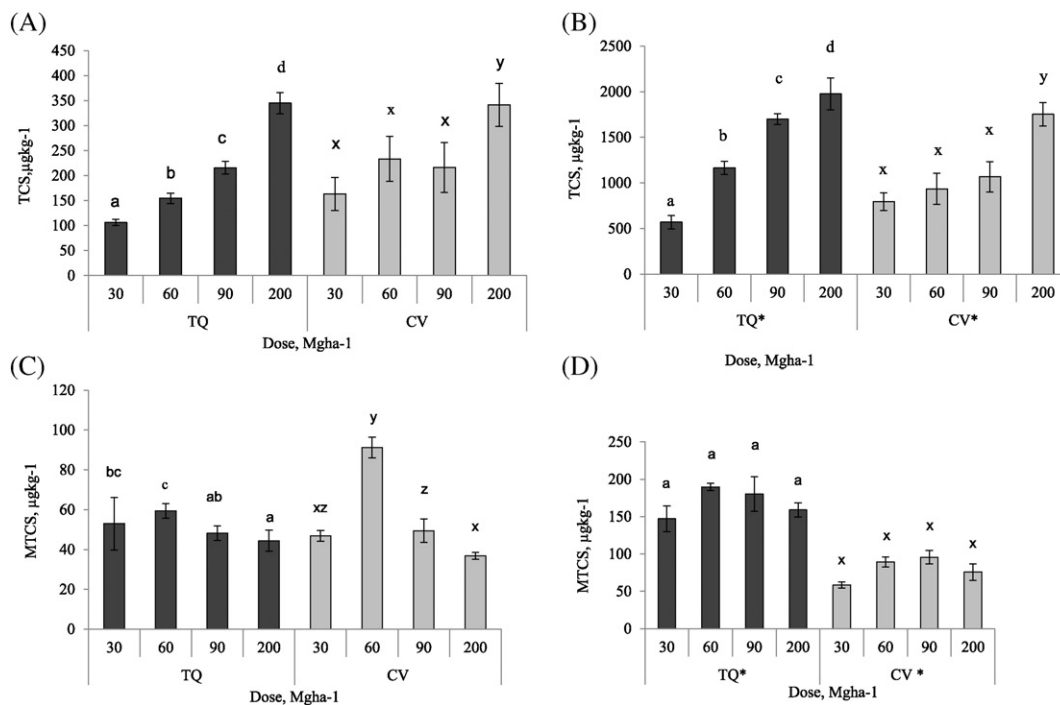 (A)
450
400
350
300
250
200
150
100
50
0
TCS,µgkg-1
a
b
c
d
x
x
x
y
30 60 90 200 30 60 90 200
TQ CV
Dose, Mgha-1
(B)
2500
2000
1500
1000
500
0
TCS, µgkg-1
a
b
c
d
x
x
x
y
30 60 90 200 30 60 90 200
TQ* CV*
Dose, Mgha-1
(C)
120
100
80
60
40
20
0
MTCS, µgkg-1
bc
c
ab
a
xz
y
z
x
30 60 90 200 30 60 90 200
TQ CV
Dose, Mgha-1
(D)
250
200
150
100
50
0
MTCS, µgkg-1
a
a
a
a
x
x
x
x
30 60 90 200 30 60 90 200
TQ* CV *
Dose, Mgha-1